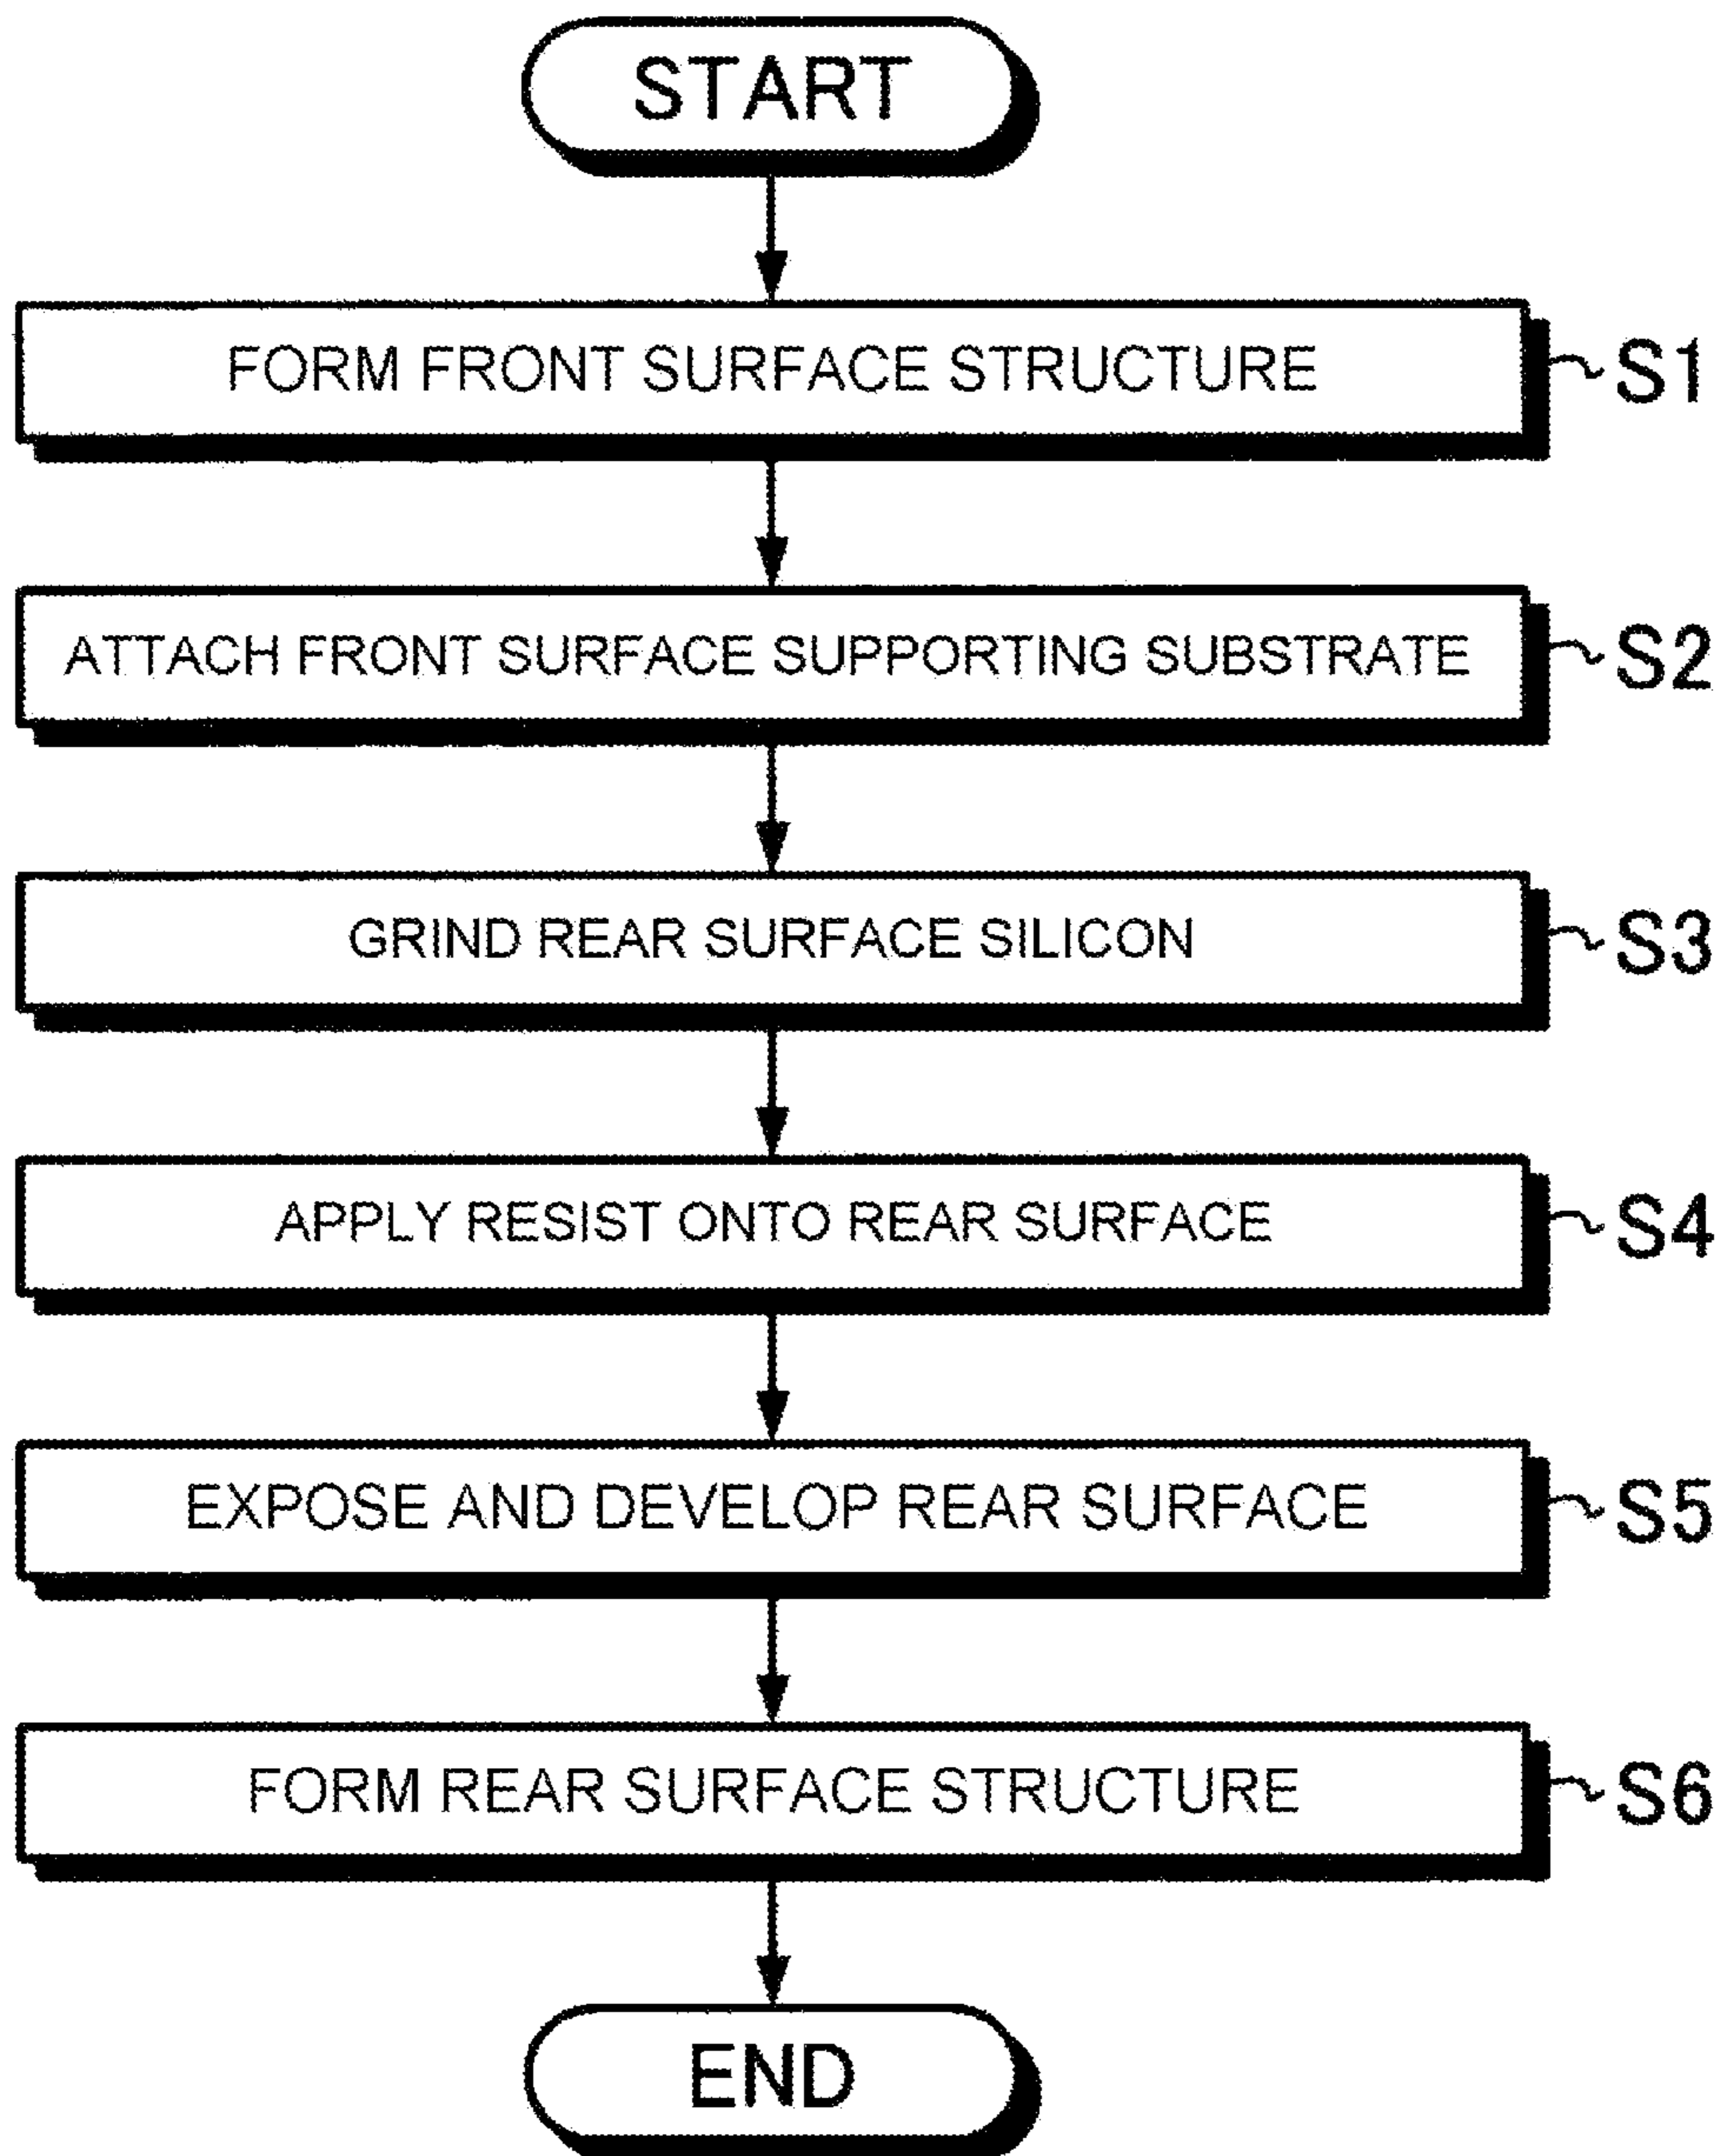 START
FORM FRONT SURFACE STRUCTURE S1
ATTACH FRONT SURFACE SUPPORTING SUBSTRATE S2
GRIND REAR SURFACE SILICON S3
APPLY RESIST ONTO REAR SURFACE S4
EXPOSE AND DEVELOP REAR SURFACE S5
FORM REAR SURFACE STRUCTURE S6
END